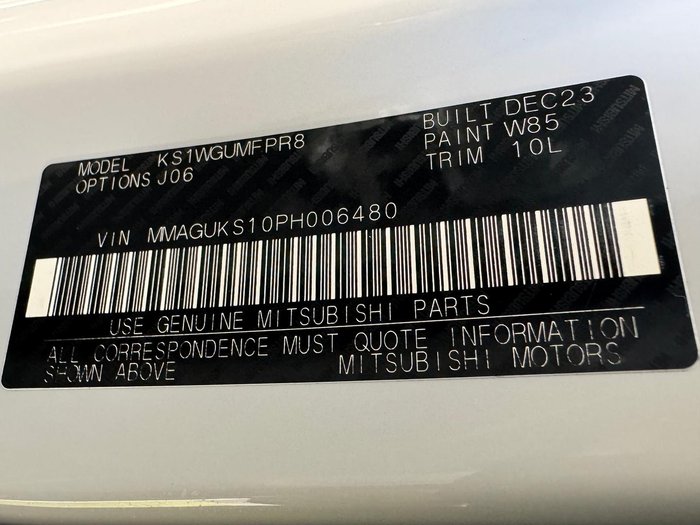 MODEL KS1WGUMFPR8 BUILT DEC23
OPTIONS J06 PAINT W85
TRIM 10L
VIN MMAGUKS10PH006480
USE GENUINE MITSUBISHI PARTS
ALL CORRESPONDENCE MUST QUOTE INFORMATION
SHOWN ABOVE MITSUBISHI MOTORS